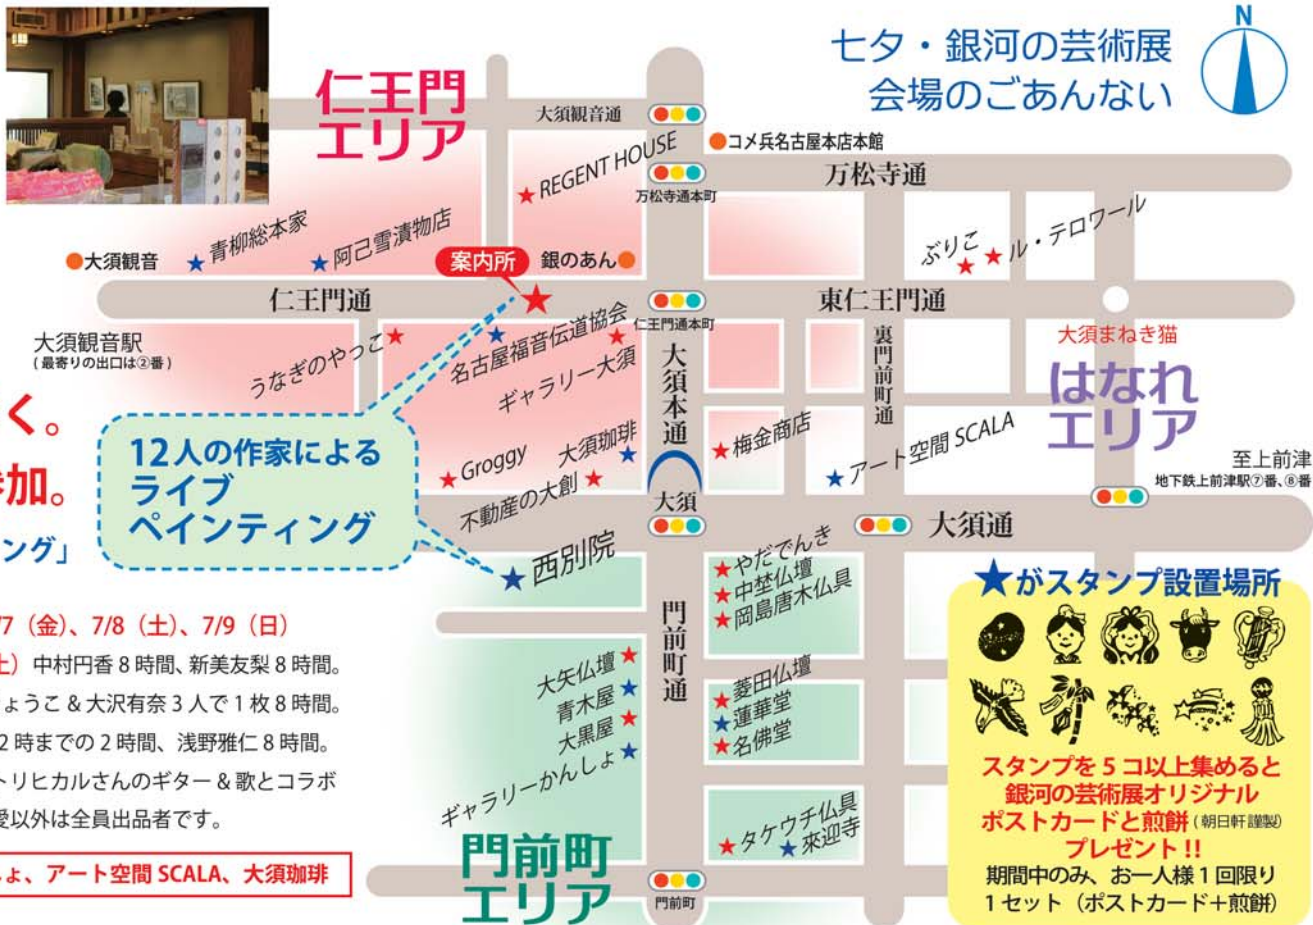 七夕・銀河の芸術展
会場のごあんない
N
仁王門
エリア
大須観音通
コメ兵名古屋本店本館
REGENT HOUSE
万松寺通本町
万松寺通
青柳総本家
阿己雪漬物店
ぶりこ
ル・テロワール
大須観音
案内所
銀のあん
仁王門通
仁王門通本町
東仁王門通
大須観音駅
(最寄りの出口は②番)
うなぎのやっこ
名古屋福音伝道協会
ギャラリー大須
大須本通
裏門前町通
大須まねき猫
はなれ
エリア
く。
参加。
ング」
12人の作家による
ライブ
ペインティング
Groggy
大須珈琲
不動産の大創
梅金商店
アート空間 SCALA
至上前津
地下鉄上前津駅⑦番、⑧番
大須
大須通
西別院
やだでんき
中埜仏壇
岡島唐木仏具
門前町通
大矢仏壇
青木屋
大黒屋
ギャラリーかんしょ
菱田仏壇
蓮華堂
名佛堂
タケウチ仏具
來迎寺
門前町
エリア
門前町
/7（金）、7/8（土）、7/9（日）
土）中村円香 8 時間、新美友梨 8 時間。
ょうこ & 大沢有奈 3 人で 1 枚 8 時間。
2 時までの 2 時間、浅野雅仁 8 時間。
トリヒカルさんのギター & 歌とコラボ
愛以外は全員出品者です。
しょ、アート空間 SCALA、大須珈琲
★がスタンプ設置場所
スタンプを 5 コ以上集めると
銀河の芸術展オリジナル
ポストカードと煎餅（朝日軒謹製）
プレゼント !!
期間中のみ、お一人様 1 回限り
1 セット（ポストカード＋煎餅）